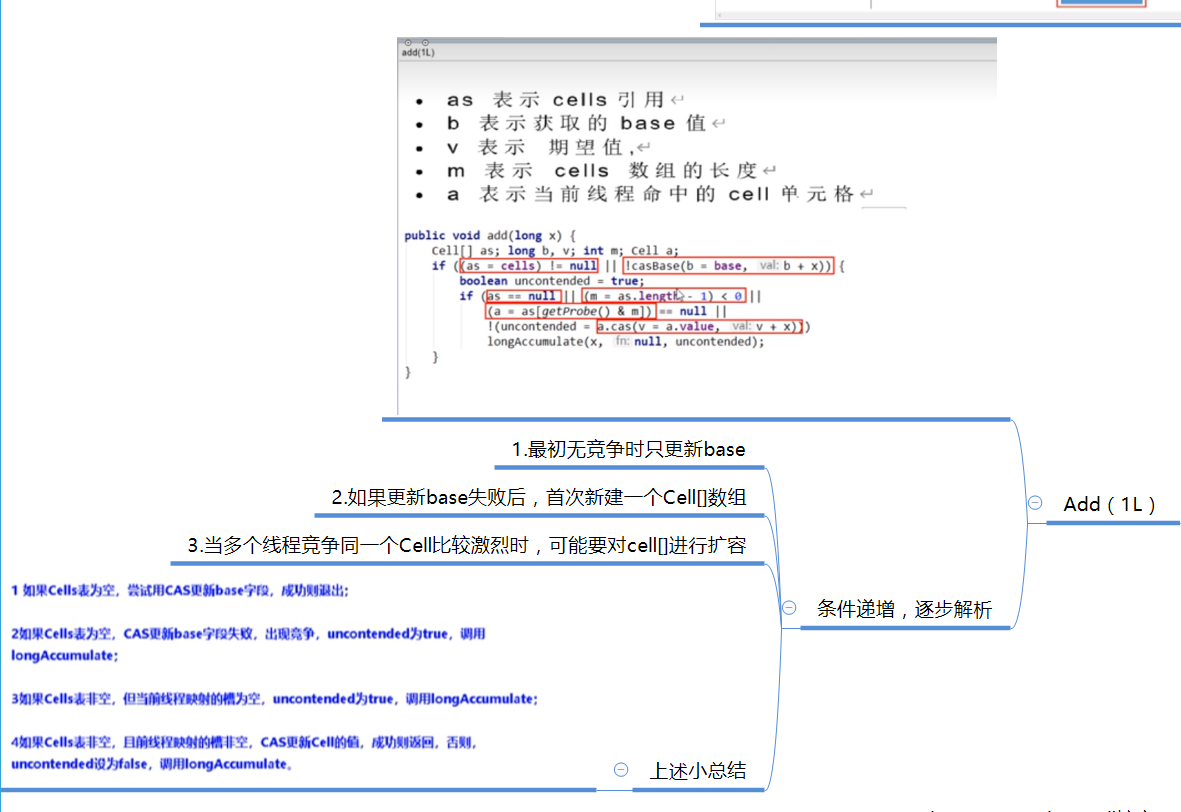 add(1L)
• as 表示 cells 引用↵
• b 表示获取的 base 值↵
• v 表示 期望值,↵
• m 表示 cells 数组的长度↵
• a 表示当前线程命中的 cell 单元格↵
public void add(long x) {
Cell[] as; long b, v; int m; Cell a;
if ((as = cells) != null || !casBase(b = base, val: b + x)) {
boolean uncontended = true;
if (as == null || (m = as.length - 1) < 0 ||
(a = as[getProbe() & m]) == null ||
!(uncontended = a.cas(v = a.value, val: v + x)))
longAccumulate(x, fn: null, uncontended);
}
}
1.最初无竞争时只更新base
2.如果更新base失败后，首次新建一个Cell[]数组
3.当多个线程竞争同一个Cell比较激烈时，可能要对cell[]进行扩容
Add（1L）
条件递增，逐步解析
1 如果Cells表为空，尝试用CAS更新base字段，成功则退出；
2如果Cells表为空，CAS更新base字段失败，出现竞争，uncontended为true，调用
longAccumulate；
3如果Cells表非空，但当前线程映射的槽为空，uncontended为true，调用longAccumulate；
4如果Cells表非空，且前线程映射的槽非空，CAS更新Cell的值，成功则返回，否则，
uncontended设为false，调用longAccumulate。
上述小总结